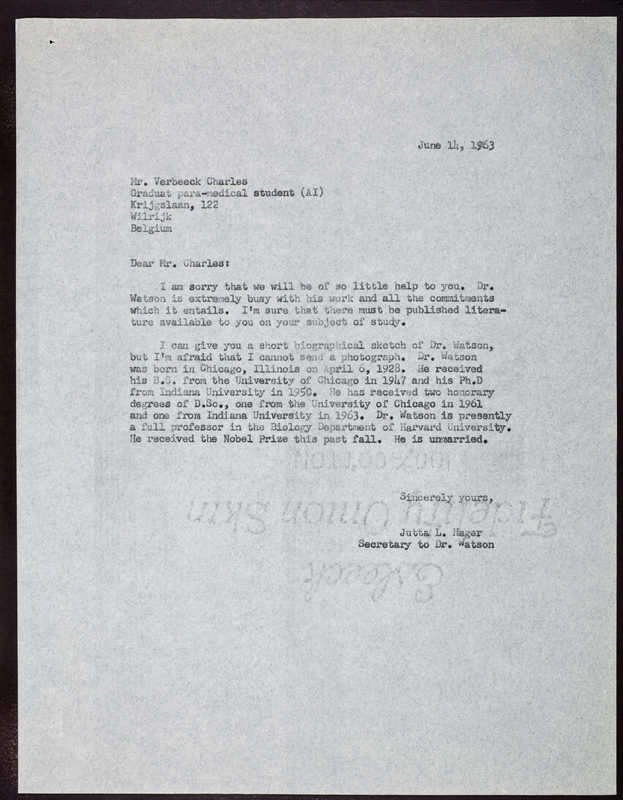 June 14, 1963
Mr. Verbeeck Charles
Graduat para-medical student (AI)
Krijgslaan, 122
Wilrijk
Belgium
Dear Mr. Charles:
I am sorry that we will be of so little help to you. Dr.
Watson is extremely busy with his work and all the commitments
which it entails. I'm sure that there must be published litera-
ture available to you on your subject of study.
I can give you a short biographical sketch of Dr. Watson,
but I'm afraid that I cannot send a photograph. Dr. Watson
was born in Chicago, Illinois on April 6, 1928. He received
his B.S. from the University of Chicago in 1947 and his Ph.D
from Indiana University in 1950. He has received two honorary
degrees of D.Sc., one from the University of Chicago in 1961
and one from Indiana University in 1963. Dr. Watson is presently
a full professor in the Biology Department of Harvard University.
He received the Nobel Prize this past fall. He is unmarried.
100% COTTON
Sincerely yours,
Fidelity Onion Skin
Jutta L. Hager
Secretary to Dr. Watson
Esleeck